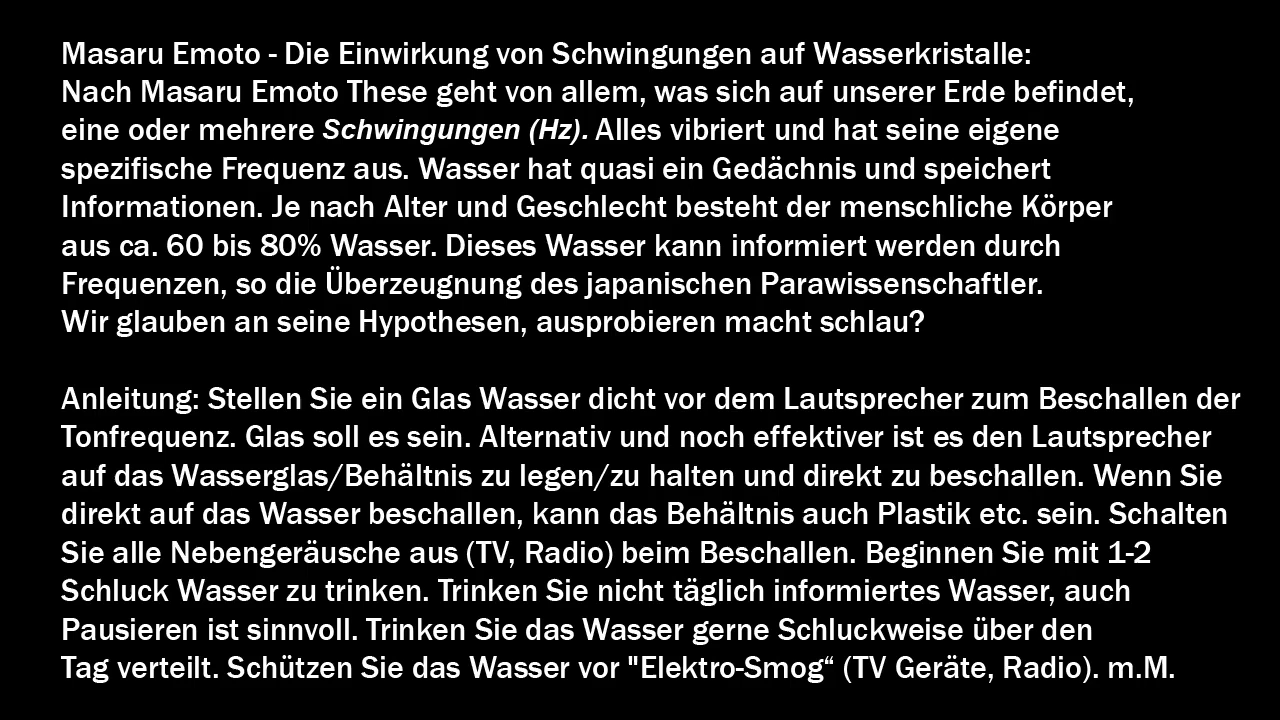 Masaru Emoto - Die Einwirkung von Schwingungen auf Wasserkristalle:
Nach Masaru Emoto These geht von allem, was sich auf unserer Erde befindet,
eine oder mehrere Schwingungen (Hz). Alles vibriert und hat seine eigene
spezifische Frequenz aus. Wasser hat quasi ein Gedächnis und speichert
Informationen. Je nach Alter und Geschlecht besteht der menschliche Körper
aus ca. 60 bis 80% Wasser. Dieses Wasser kann informiert werden durch
Frequenzen, so die Überzeugnung des japanischen Parawissenschaftler.
Wir glauben an seine Hypothesen, ausprobieren macht schlau?

Anleitung: Stellen Sie ein Glas Wasser dicht vor dem Lautsprecher zum Beschallen der
Tonfrequenz. Glas soll es sein. Alternativ und noch effektiver ist es den Lautsprecher
auf das Wasserglas/Behältnis zu legen/zu halten und direkt zu beschallen. Wenn Sie
direkt auf das Wasser beschallen, kann das Behältnis auch Plastik etc. sein. Schalten
Sie alle Nebengeräusche aus (TV, Radio) beim Beschallen. Beginnen Sie mit 1-2
Schluck Wasser zu trinken. Trinken Sie nicht täglich informiertes Wasser, auch
Pausieren ist sinnvoll. Trinken Sie das Wasser gerne Schluckweise über den
Tag verteilt. Schützen Sie das Wasser vor "Elektro-Smog“ (TV Geräte, Radio). m.M.